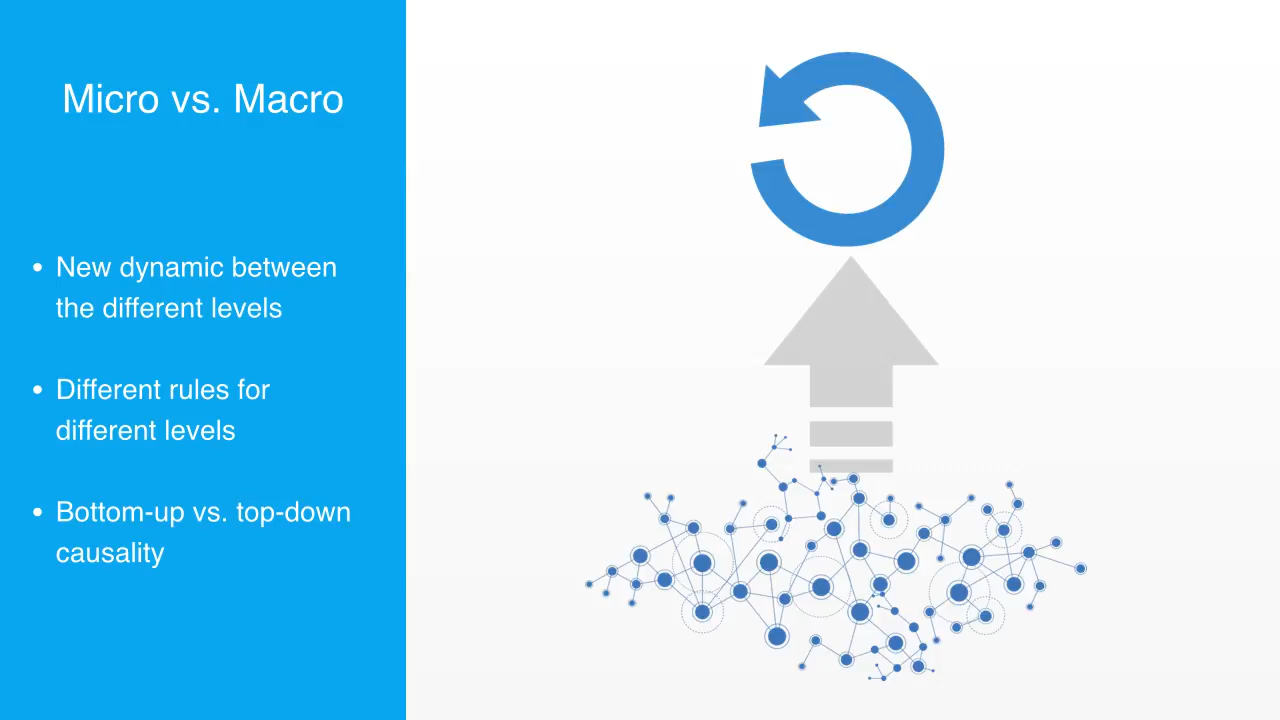 Micro vs. Macro
• New dynamic between
the different levels
• Different rules for
different levels
• Bottom-up vs. top-down
causality